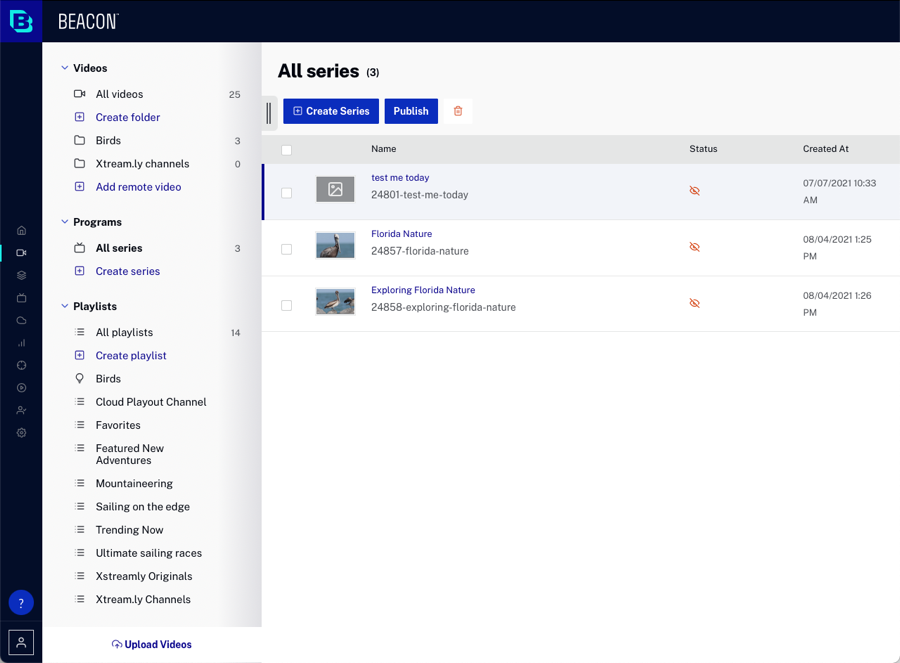 BEACON
Videos
All videos 25
Create folder
Birds 3
Xtream.ly channels 0
Add remote video
Programs
All series 3
Create series
Playlists
All playlists 14
Create playlist
Birds
Cloud Playout Channel
Favorites
Featured New
Adventures
Mountaineering
Sailing on the edge
Trending Now
Ultimate sailing races
Xstreamly Originals
Xtream.ly Channels
Upload Videos
?
All series (3)
Create Series Publish
Name Status Created At
test me today
24801-test-me-today
07/07/2021 10:33
AM
Florida Nature
24857-florida-nature
08/04/2021 1:25
PM
Exploring Florida Nature
24858-exploring-florida-nature
08/04/2021 1:26
PM